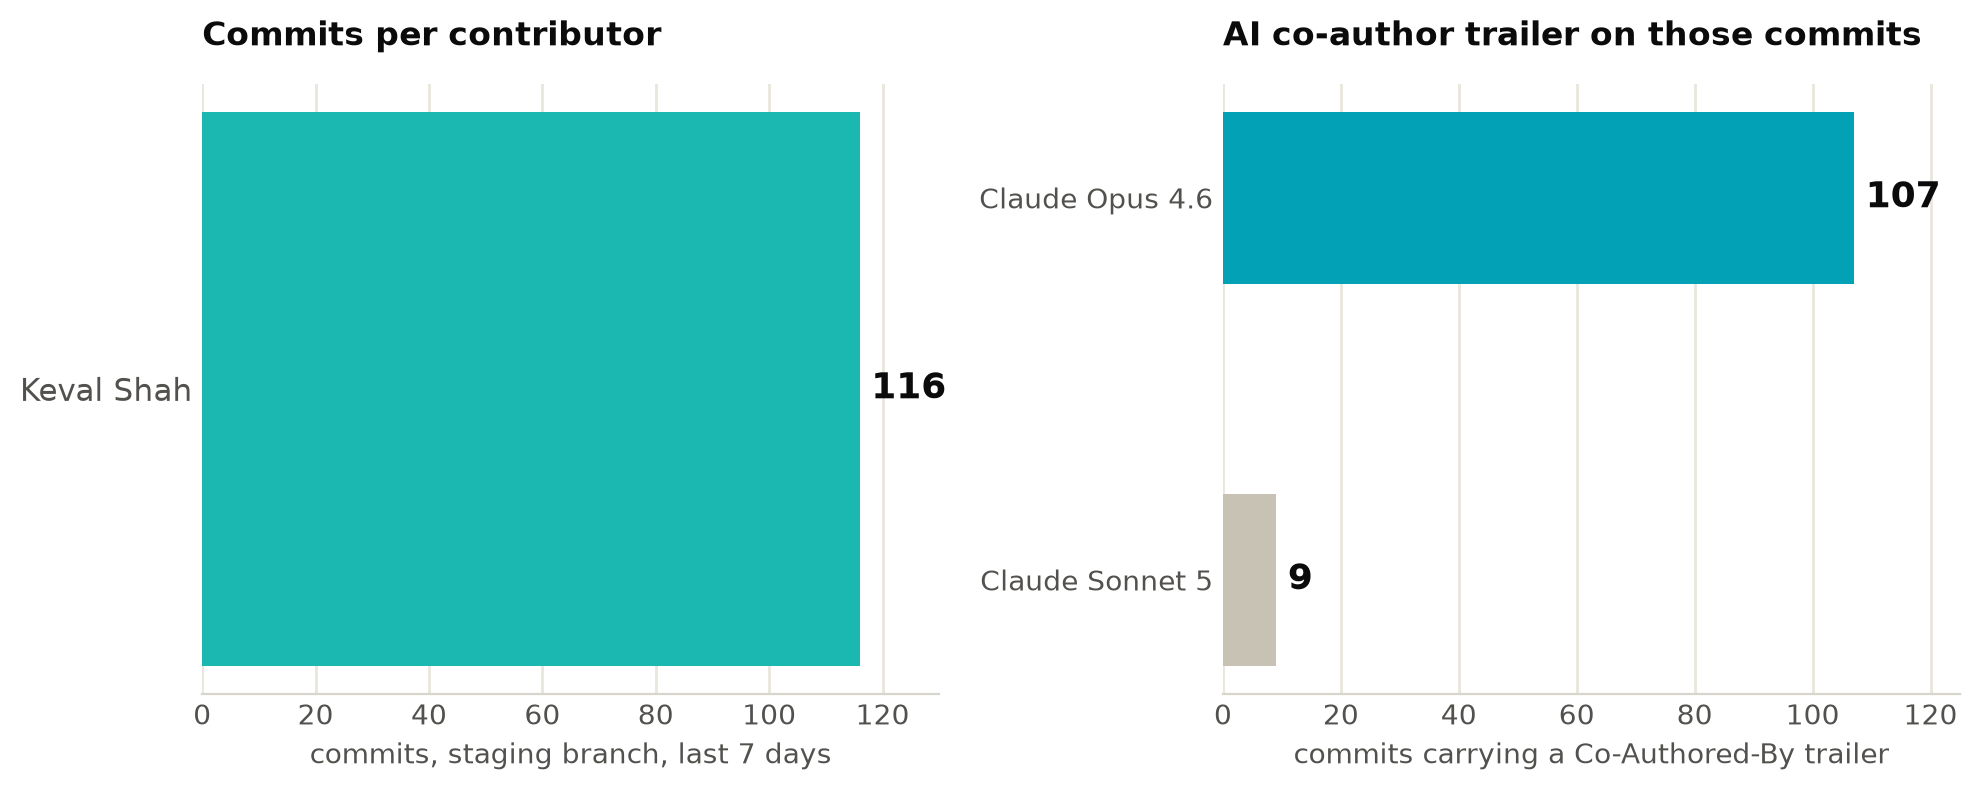 Commits per contributor
Keval Shah
116
0 20 40 60 80 100 120
commits, staging branch, last 7 days
AI co-author trailer on those commits
Claude Opus 4.6
107
Claude Sonnet 5
9
0 20 40 60 80 100 120
commits carrying a Co-Authored-By trailer